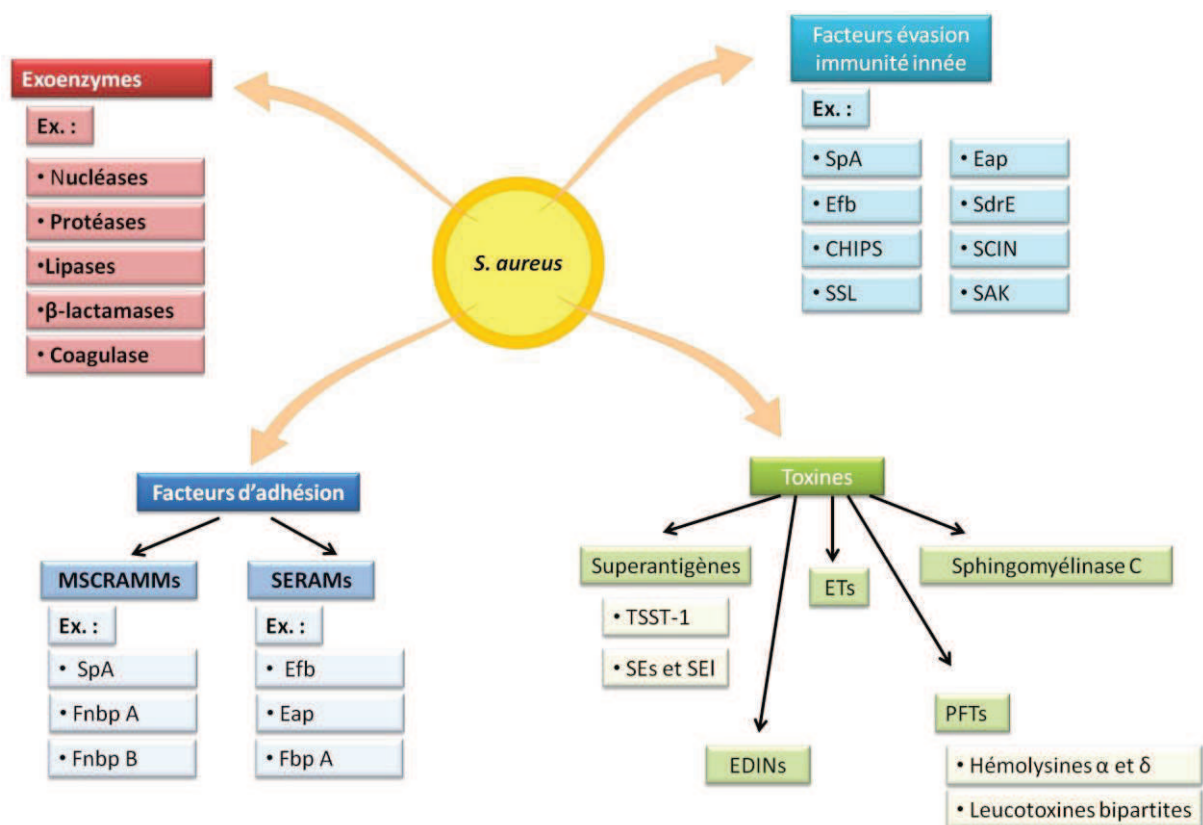 Exoenzymes
Ex. :
• Nucléases
• Protéases
•Lipases
•β-lactamases
• Coagulase
Facteurs évasion
immunité innée
Ex. :
• SpA
• Eap
• Efb
• SdrE
• CHIPS
• SCIN
• SSL
• SAK
S. aureus
Facteurs d’adhésion
MSCRAMMs
Ex. :
• SpA
• Fnbp A
• Fnbp B
SERAMs
Ex. :
• Efb
• Eap
• Fbp A
Toxines
Superantigènes
• TSST-1
• SEs et SEl
ETs
Sphingomyélinase C
EDINs
PFTs
• Hémolysines α et δ
• Leucotoxines bipartites